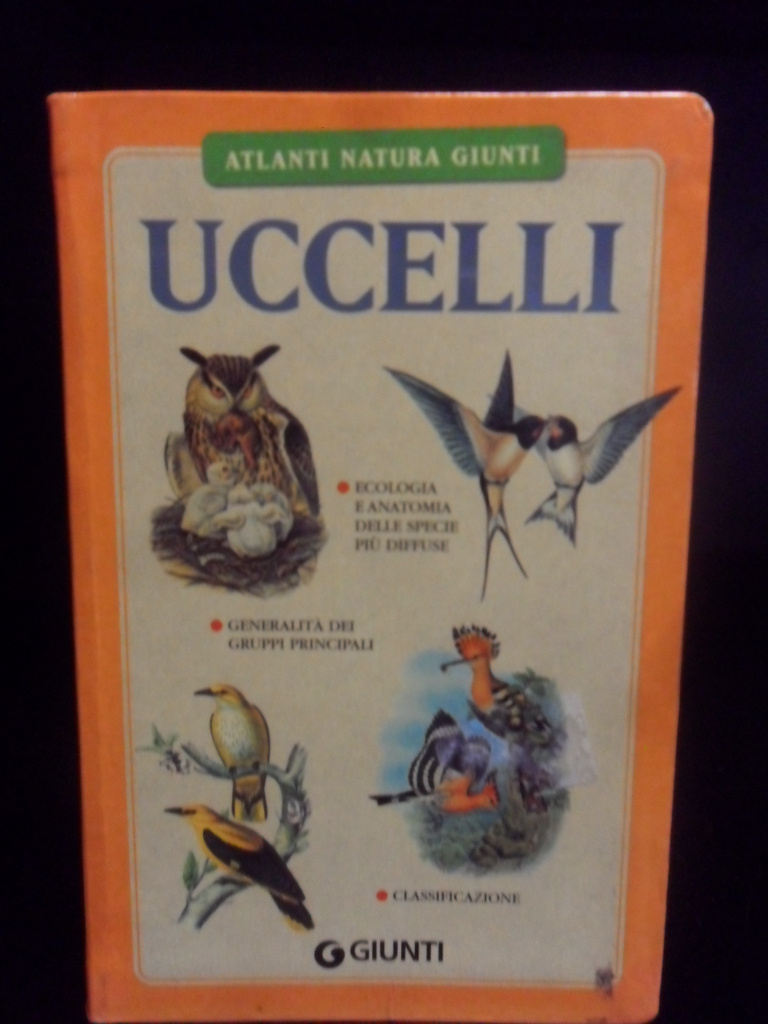 ATLANTI NATURA GIUNTI
UCCELLI
ECOLOGIA
E ANATOMIA
DELLE SPECIE
PIÙ DIFFUSE
GENERALITÀ DEI
GRUPPI PRINCIPALI
CLASSIFICAZIONE
GIUNTI